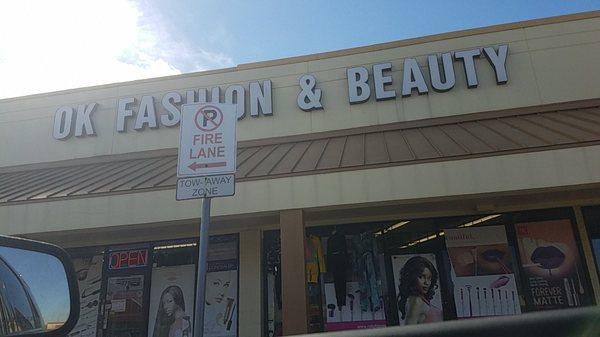 OK FASHION & BEAUTY
P
FIRE
LANE
TOW-AWAY
ZONE
OPEN
FOREVER
MATTE